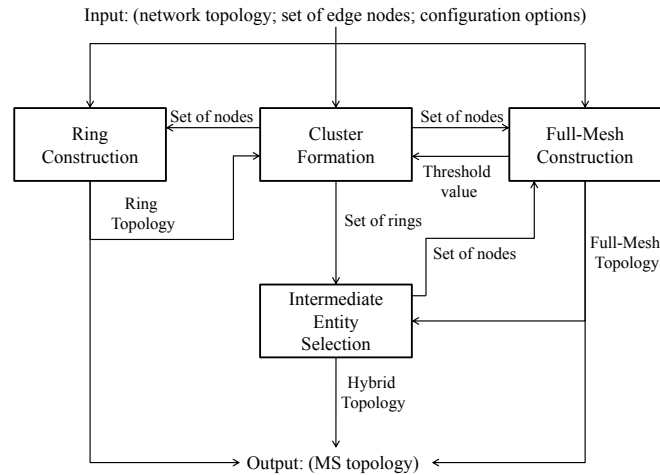 Input: (network topology; set of edge nodes; configuration options)
Set of nodes
Set of nodes
Ring
Construction
Cluster
Formation
Full-Mesh
Construction
Threshold
value
Ring
Topology
Set of rings
Set of nodes
Full-Mesh
Topology
Intermediate
Entity
Selection
Hybrid
Topology
Output: (MS topology)